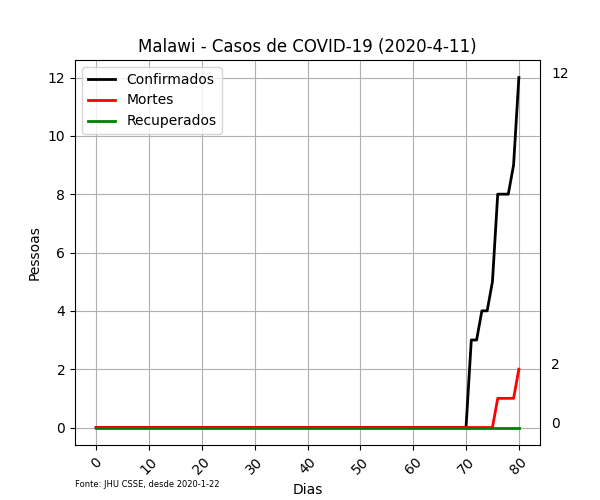 Malawi - Casos de COVID-19 (2020-4-11)
Confirmados
Mortes
Recuperados
Pessoas
12
10
8
6
4
2
0
12
2
0
0
10
20
30
40
50
60
70
80
Dias
Fonte: JHU CSSE, desde 2020-1-22